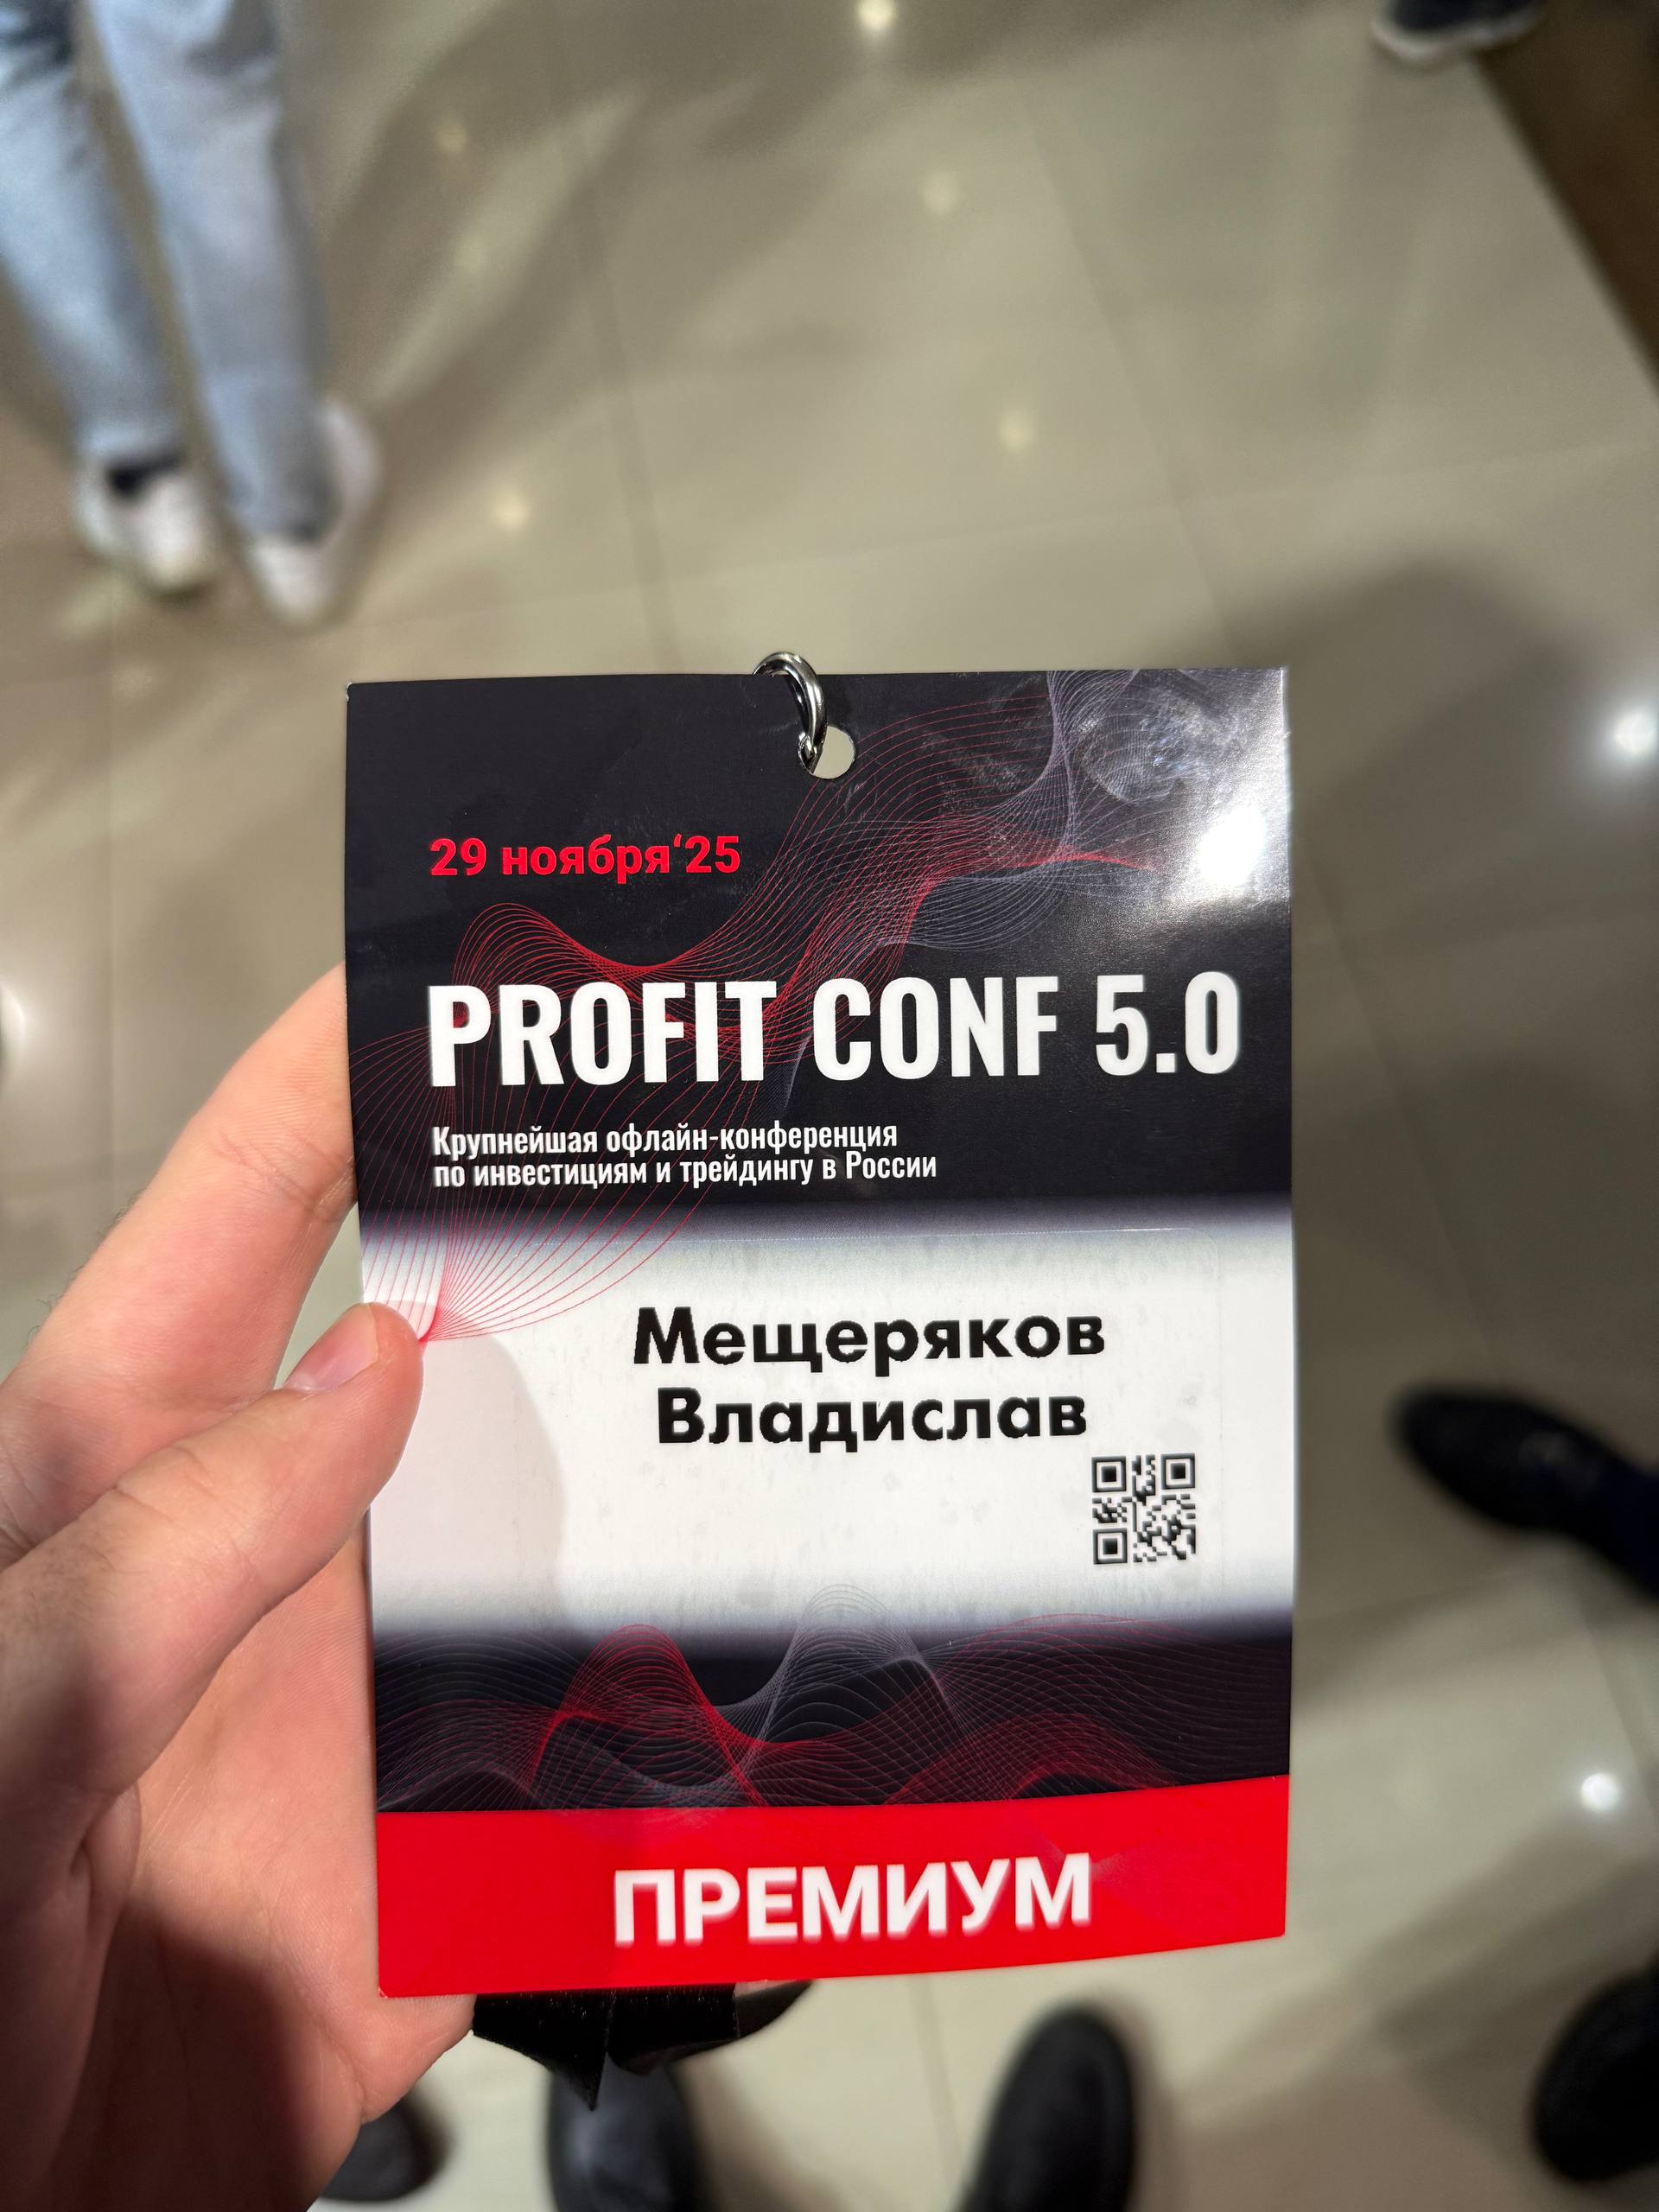 29 ноября‘25
PROFIT CONF 5.0
Крупнейшая офлайн-конференция
по инвестициям и трейдингу в России
Мещеряков
Владислав
ПРЕМИУМ